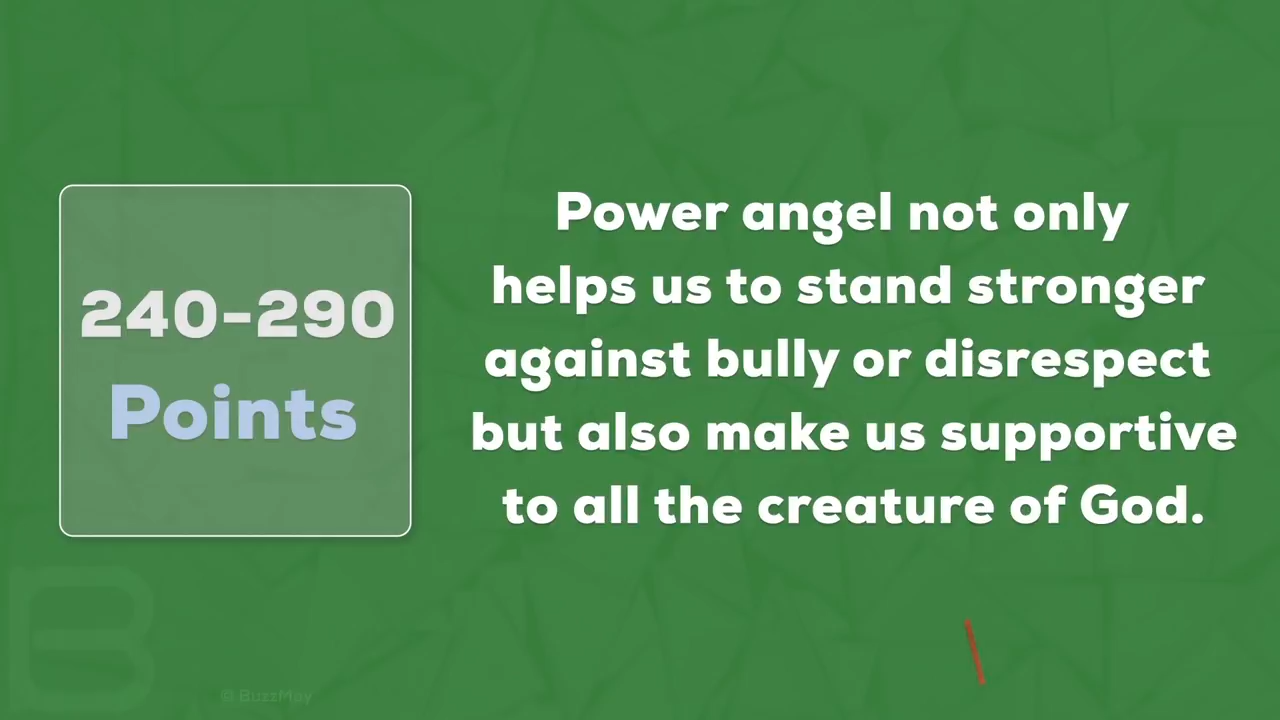 240-290
Points
Power angel not only
helps us to stand stronger
against bully or disrespect
but also make us supportive
to all the creature of God.
B
© BuzzMoy